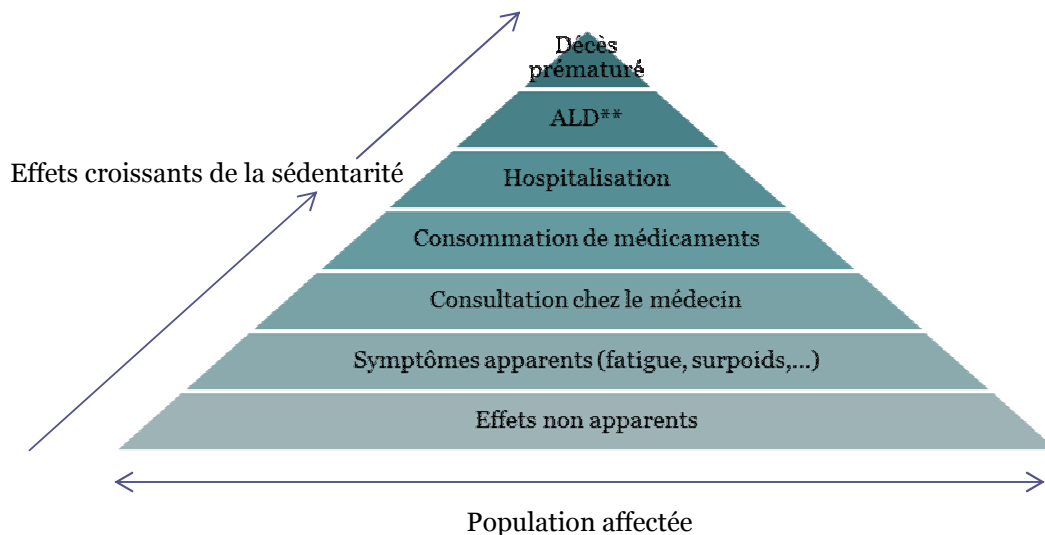 Décès
prématuré
ALD**
Effets croissants de la sédentarité
Hospitalisation
Consommation de médicaments
Consultation chez le médecin
Symptômes apparents (fatigue, surpoids,...)
Effets non apparents
Population affectée